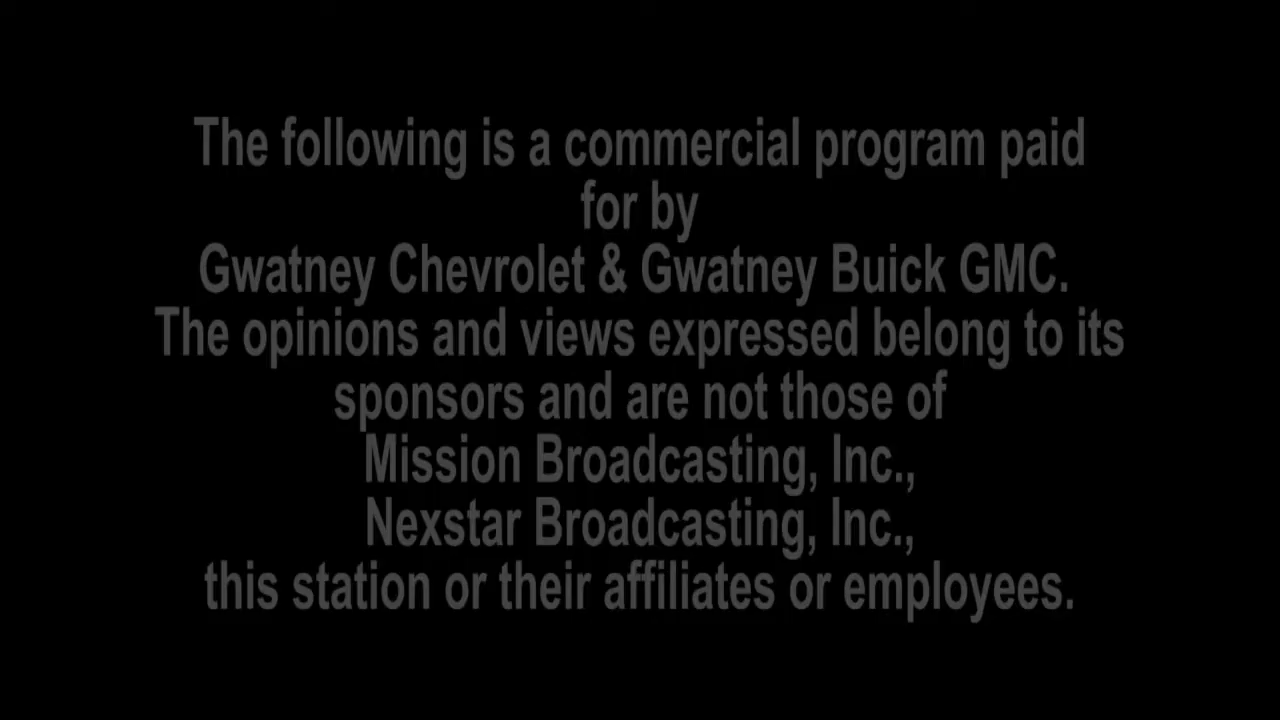 The following is a commercial program paid
for by
Gwatney Chevrolet & Gwatney Buick GMC.
The opinions and views expressed belong to its
sponsors and are not those of
Mission Broadcasting, Inc.,
Nexstar Broadcasting, Inc.,
this station or their affiliates or employees.